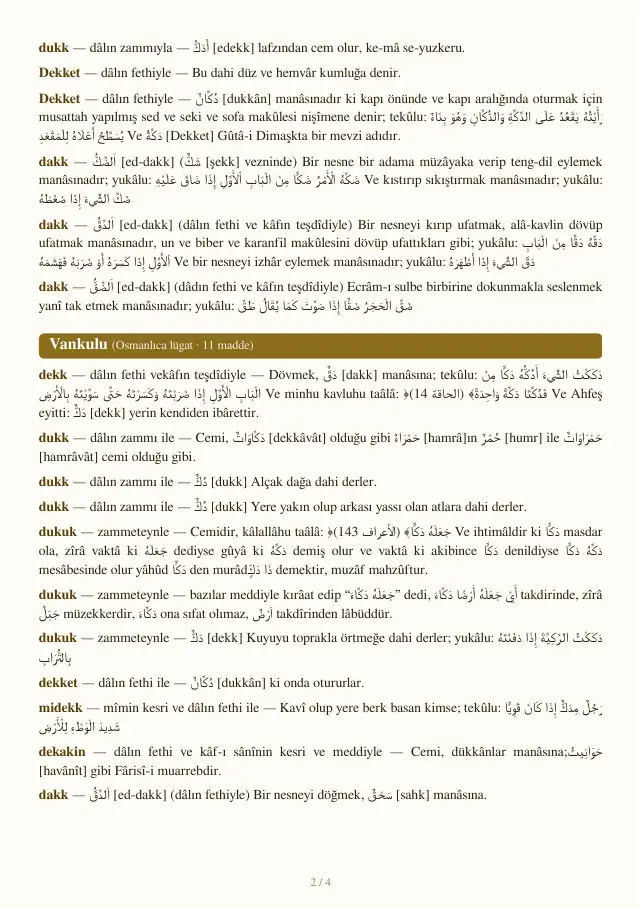 dukk — dâlın zammıyla — أَدَكُّ [edekk] lafzından cem olur, ke-mâ se-yuzkeru.
Dekket — dâlın fethiyle — Bu dahi düz ve hemvâr kumluğa denir.
Dekket — dâlın fethiyle — دُكَّانٌ [dukkân] manâsınadır ki kapı önünde ve kapı aralığında oturmak için
musattah yapılmış sed ve seki ve sofa makûlesi nişîmene denir; tekûlu: رَأَيْتُهُ يَقْعُدُ عَلَى الدَّكَّةِ وَالدُّكَّانِ وَهُوَ بِنَاءٌ
يُسَطَّحُ أَعْلَاهُ لِلْمَقْعَدِ Ve دَكَّةُ [Dekket] Gûtâ-i Dimaşkta bir mevzi adıdır.
dakk — اَلضَّكُّ [ed-dakk] (شَكٌّ [şekk] vezninde) Bir nesne bir adama müzâyaka verip teng-dil eylemek
manâsınadır; yukâlu: ضَكَّهُ الْأَمْرُ ضَكًّا مِنَ الْبَابِ الْأَوَّلِ إِذَا ضَاقَ عَلَيْهِ Ve kıstırıp sıkıştırmak manâsınadır; yukâlu:
ضَكَّ الشَّيْءَ إِذَا ضَغَطَهُ
dakk — اَلدَّقُّ [ed-dakk] (dâlın fethi ve kâfın teşdîdiyle) Bir nesneyi kırıp ufatmak, alâ-kavlin dövüp
ufatmak manâsınadır, un ve biber ve karanfil makûlesini dövüp ufattıkları gibi; yukâlu: دَقَّهُ دَقًّا مِنَ الْبَابِ
الْأَوَّلِ إِذَا كَسَرَهُ أَوْ ضَرَبَهُ فَهَشَمَهُ Ve bir nesneyi izhâr eylemek manâsınadır; yukâlu: دَقَّ الشَّيْءَ إِذَا أَظْهَرَهُ
dakk — اَلضَّقُّ [ed-dakk] (dâdın fethi ve kâfın teşdîdiyle) Ecrâm-ı sulbe birbirine dokunmakla seslenmek
yanî tak etmek manâsınadır; yukâlu: ضَقَّ الْحَجَرُ ضَقًّا إِذَا صَوَّتَ كَمَا يُقَالُ طَقَّ
Vankulu (Osmanlıca lügat · 11 madde)
dekk — dâlın fethi vekâfın teşdîdiyle — Dövmek, دَقٌّ [dakk] manâsına; tekûlu: دَكَكْتُ الشَّيْءَ أَدُكُّهُ دَكًّا مِنَ
الْبَابِ الْأَوَّلِ إِذَا ضَرَبْتَهُ وَكَسَرْتَهُ حَتَّى سَوَّيْتَهُ بِالْأَرْضِ Ve minhu kavluhu taâlâ: ﴿فَدُكَّتَا دَكَّةً وَاحِدَةً﴾ (الحاقة 14) Ve Ahfeş
eyitti: دَكٌّ [dekk] yerin kendiden ibârettir.
dukk — dâlın zammı ile — Cemi, دَكَّاوَاتٌ [dekkâvât] olduğu gibi حَمْرَاءُ [hamrâ]ın حُمْرٌ [humr] ile حَمْرَاوَاتٌ
[hamrâvât] cemi olduğu gibi.
dukk — dâlın zammı ile — دُكٌّ [dukk] Alçak dağa dahi derler.
dukk — dâlın zammı ile — دُكٌّ [dukk] Yere yakın olup arkası yassı olan atlara dahi derler.
dukuk — zammeteynle — Cemidir, kâlallâhu taâlâ: ﴿جَعَلَهُ دَكًّا﴾ (الأعراف 143) Ve ihtimâldir ki دَكًّا masdar
ola, zîrâ vaktâ ki جَعَلَهُ dediyse gûyâ ki دَكَّهُ demiş olur ve vaktâ ki akibince دَكًّا denildiyse دَكَّهُ دَكًّا
mesâbesinde olur yâhûd دَكًّا den murâd ذَا دَكٍّ demektir, muzâf mahzûftur.
dukuk — zammeteynle — bazılar meddiyle kırâat edip “جَعَلَهُ دَكَّاءَ” dedi, أَيْ جَعَلَهُ أَرْضًا دَكَّاءَ takdirinde, zîrâ
جَبَلٌ müzekkerdir, دَكَّاءَ ona sıfat olımaz, أَرْضٌ takdîrinden lâbüddür.
dukuk — zammeteynle — دَكٌّ [dekk] Kuyuyu toprakla örtmeğe dahi derler; yukâlu: دَكَكْتُ الرَّكِيَّةَ إِذَا دَفَنْتَهُ
بِالتُّرَابِ
dekket — dâlın fethi ile — دُكَّانٌ [dukkân] ki onda otururlar.
midekk — mîmin kesri ve dâlın fethi ile — Kavî olup yere berk basan kimse; tekûlu: رَجُلٌ مِدَكٌّ إِذَا كَانَ قَوِيًّا
شَدِيدَ الْوَطْءِ لِلْأَرْضِ
dekakin — dâlın fethi ve kâf-ı sânînin kesri ve meddiyle — Cemi, dükkânlar manâsına;حَوَانِيتُ
[havânît] gibi Fârisî-i muarrebdir.
dakk — اَلدَّقُّ [ed-dakk] (dâlın fethiyle) Bir nesneyi döğmek, سَحْقٌ [sahk] manâsına.
2 / 4